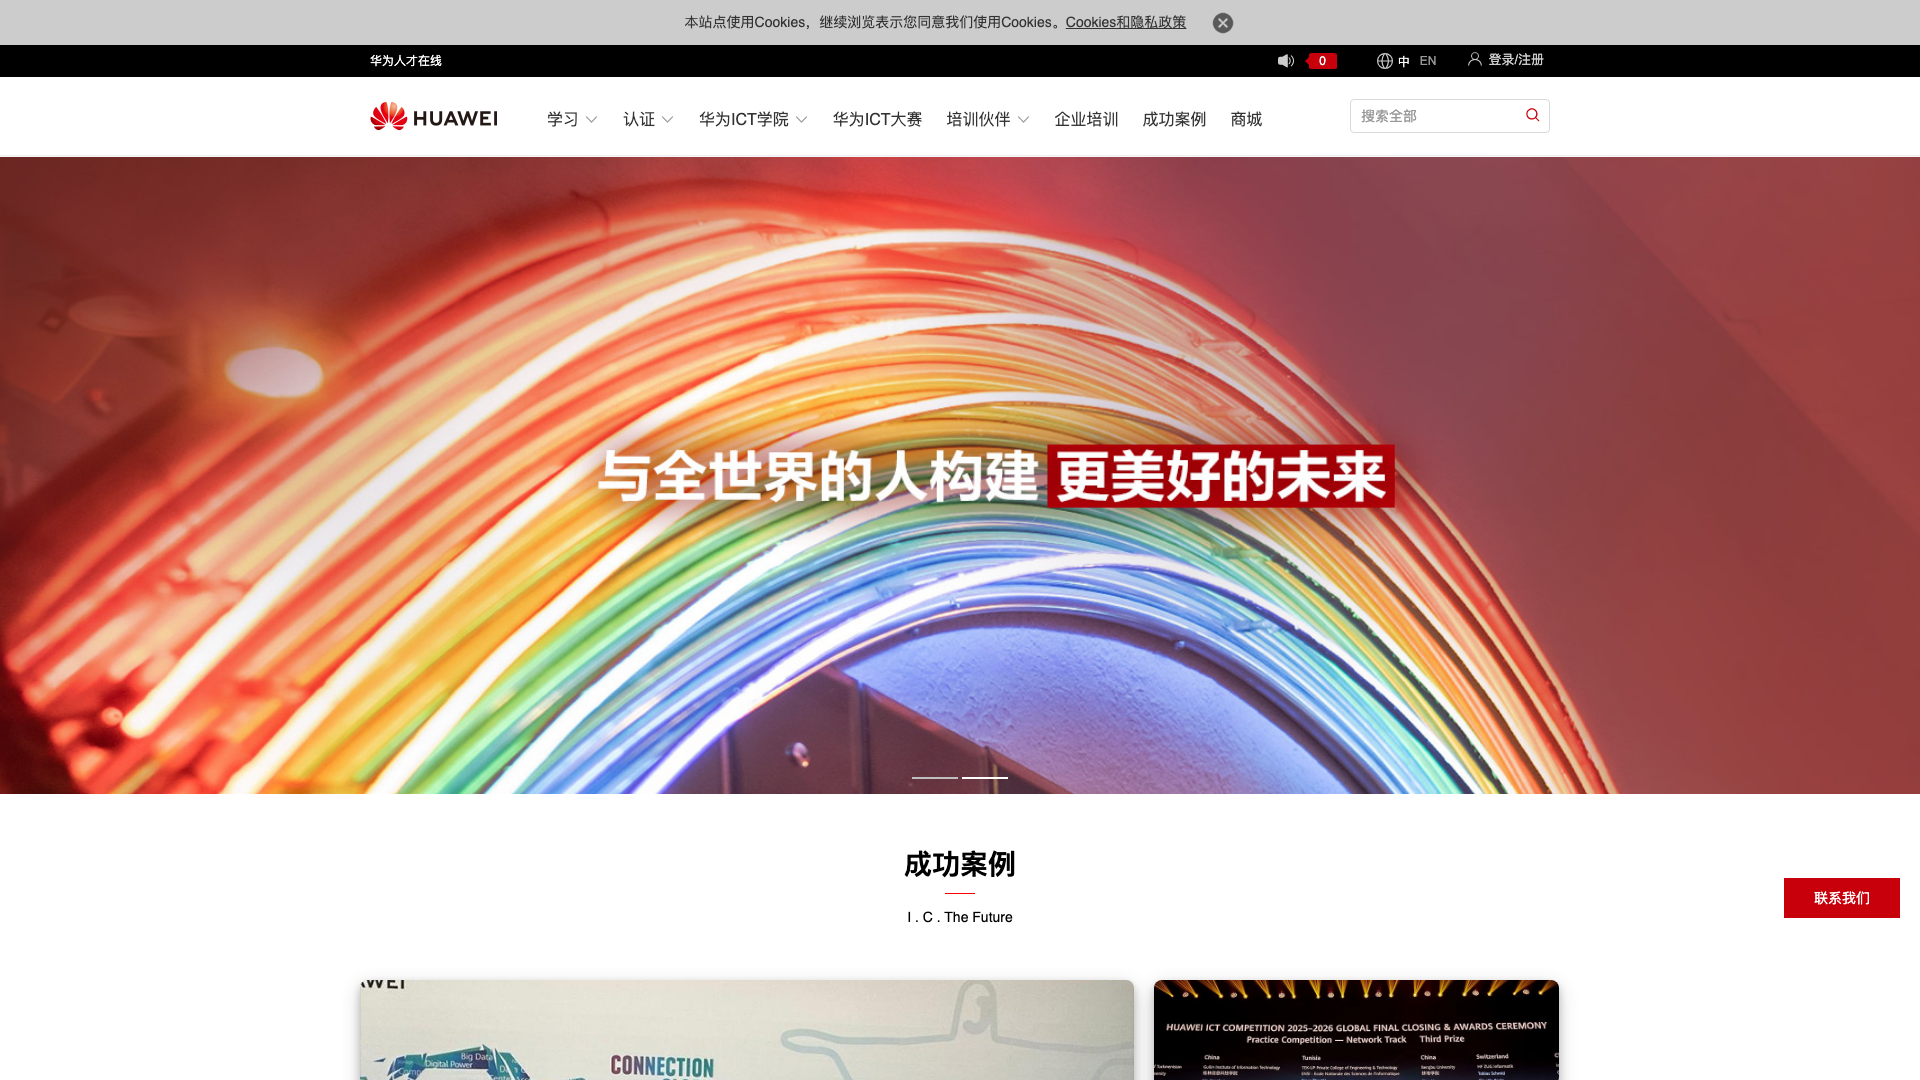 本站点使用Cookies，继续浏览表示您同意我们使用Cookies。Cookies和隐私政策
华为人才在线
0
中 EN
登录/注册
HUAWEI
学习 认证 华为ICT学院 华为ICT大赛 培训伙伴 企业培训 成功案例 商城
搜索全部
与全世界的人构建 更美好的未来
成功案例
I . C . The Future
联系我们
Big Data
Digital Power
CONNECTION
HUAWEI ICT COMPETITION 2025–2026 GLOBAL FINAL CLOSING & AWARDS CEREMONY
Practice Competition — Network Track Third Prize
China Tunisia China Switzerland